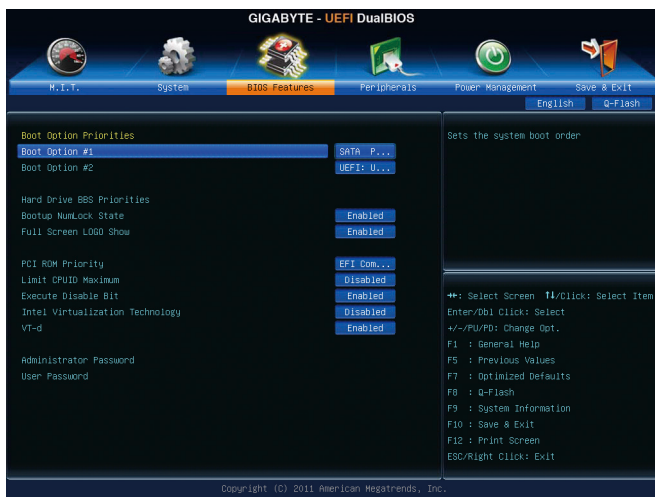 GIGABYTE - UEFI DualBIOS
M.I.T.
System
BIOS Features
Peripherals
Power Management
Save & Exit
English
Q-Flash
Boot Option Priorities
Boot Option #1 SATA P...
Boot Option #2 UEFI: U...
Hard Drive BBS Priorities
Bootup NumLock State Enabled
Full Screen LOGO Show Enabled
PCI ROM Priority EFI Com...
Limit CPUID Maximum Disabled
Execute Disable Bit Enabled
Intel Virtualization Technology Disabled
VT-d Enabled
Administrator Password
User Password
Sets the system boot order
→←: Select Screen ↑↓/Click: Select Item
Enter/Dbl Click: Select
+/-/PU/PD: Change Opt.
F1 : General Help
F5 : Previous Values
F7 : Optimized Defaults
F8 : Q-Flash
F9 : System Information
F10 : Save & Exit
F12 : Print Screen
ESC/Right Click: Exit
Copyright (C) 2011 American Megatrends, Inc.